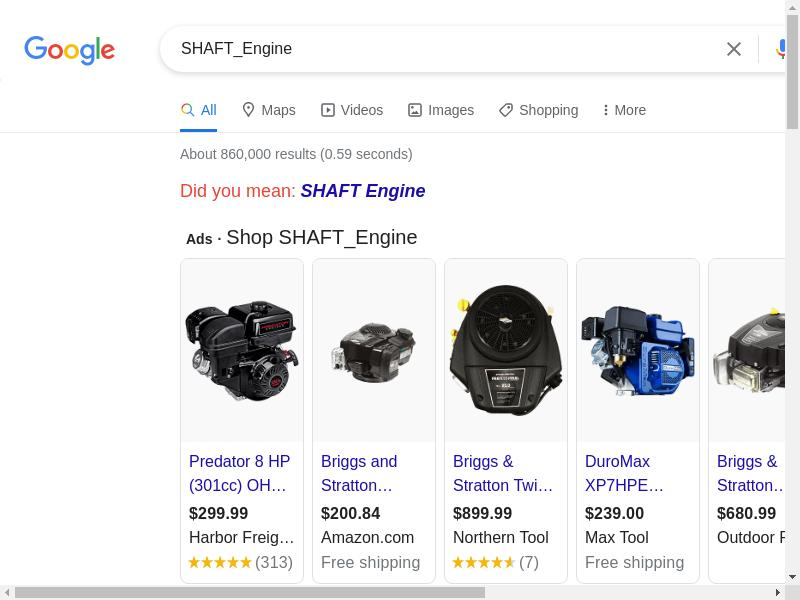 Google
SHAFT_Engine
All Maps Videos Images Shopping More
About 860,000 results (0.59 seconds)
Did you mean: SHAFT Engine
Ads · Shop SHAFT_Engine
Predator 8 HP
(301cc) OH…
$299.99
Harbor Freig…
(313)
Briggs and
Stratton…
$200.84
Amazon.com
Free shipping
Briggs &
Stratton Twi…
$899.99
Northern Tool
(7)
DuroMax
XP7HPE…
$239.00
Max Tool
Free shipping
Briggs &
Stratton…
$680.99
Outdoor